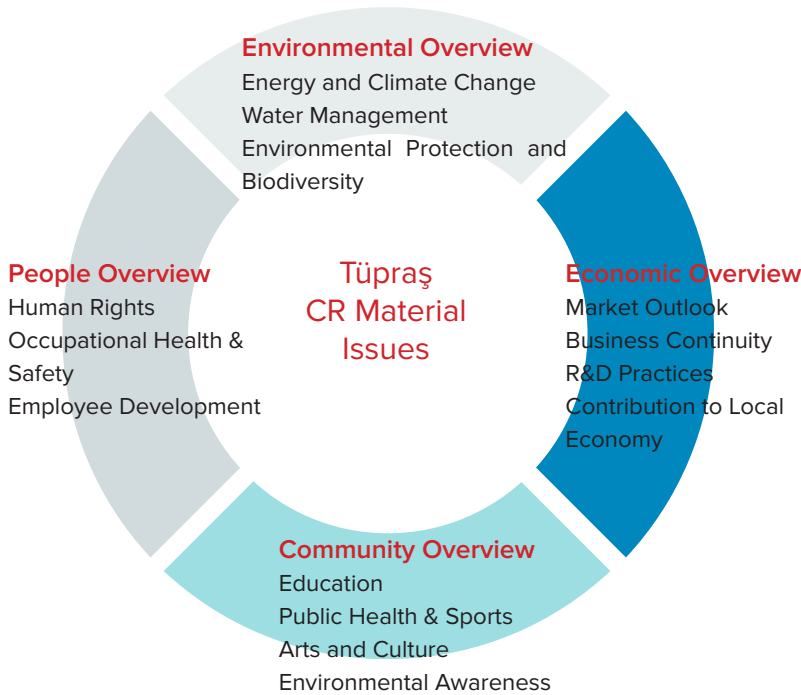 Environmental Overview
Energy and Climate Change
Water Management
Environmental Protection and
Biodiversity
People Overview
Human Rights
Occupational Health &
Safety
Employee Development
Tüpraş
CR Material
Issues
Economic Overview
Market Outlook
Business Continuity
R&D Practices
Contribution to Local
Economy
Community Overview
Education
Public Health & Sports
Arts and Culture
Environmental Awareness